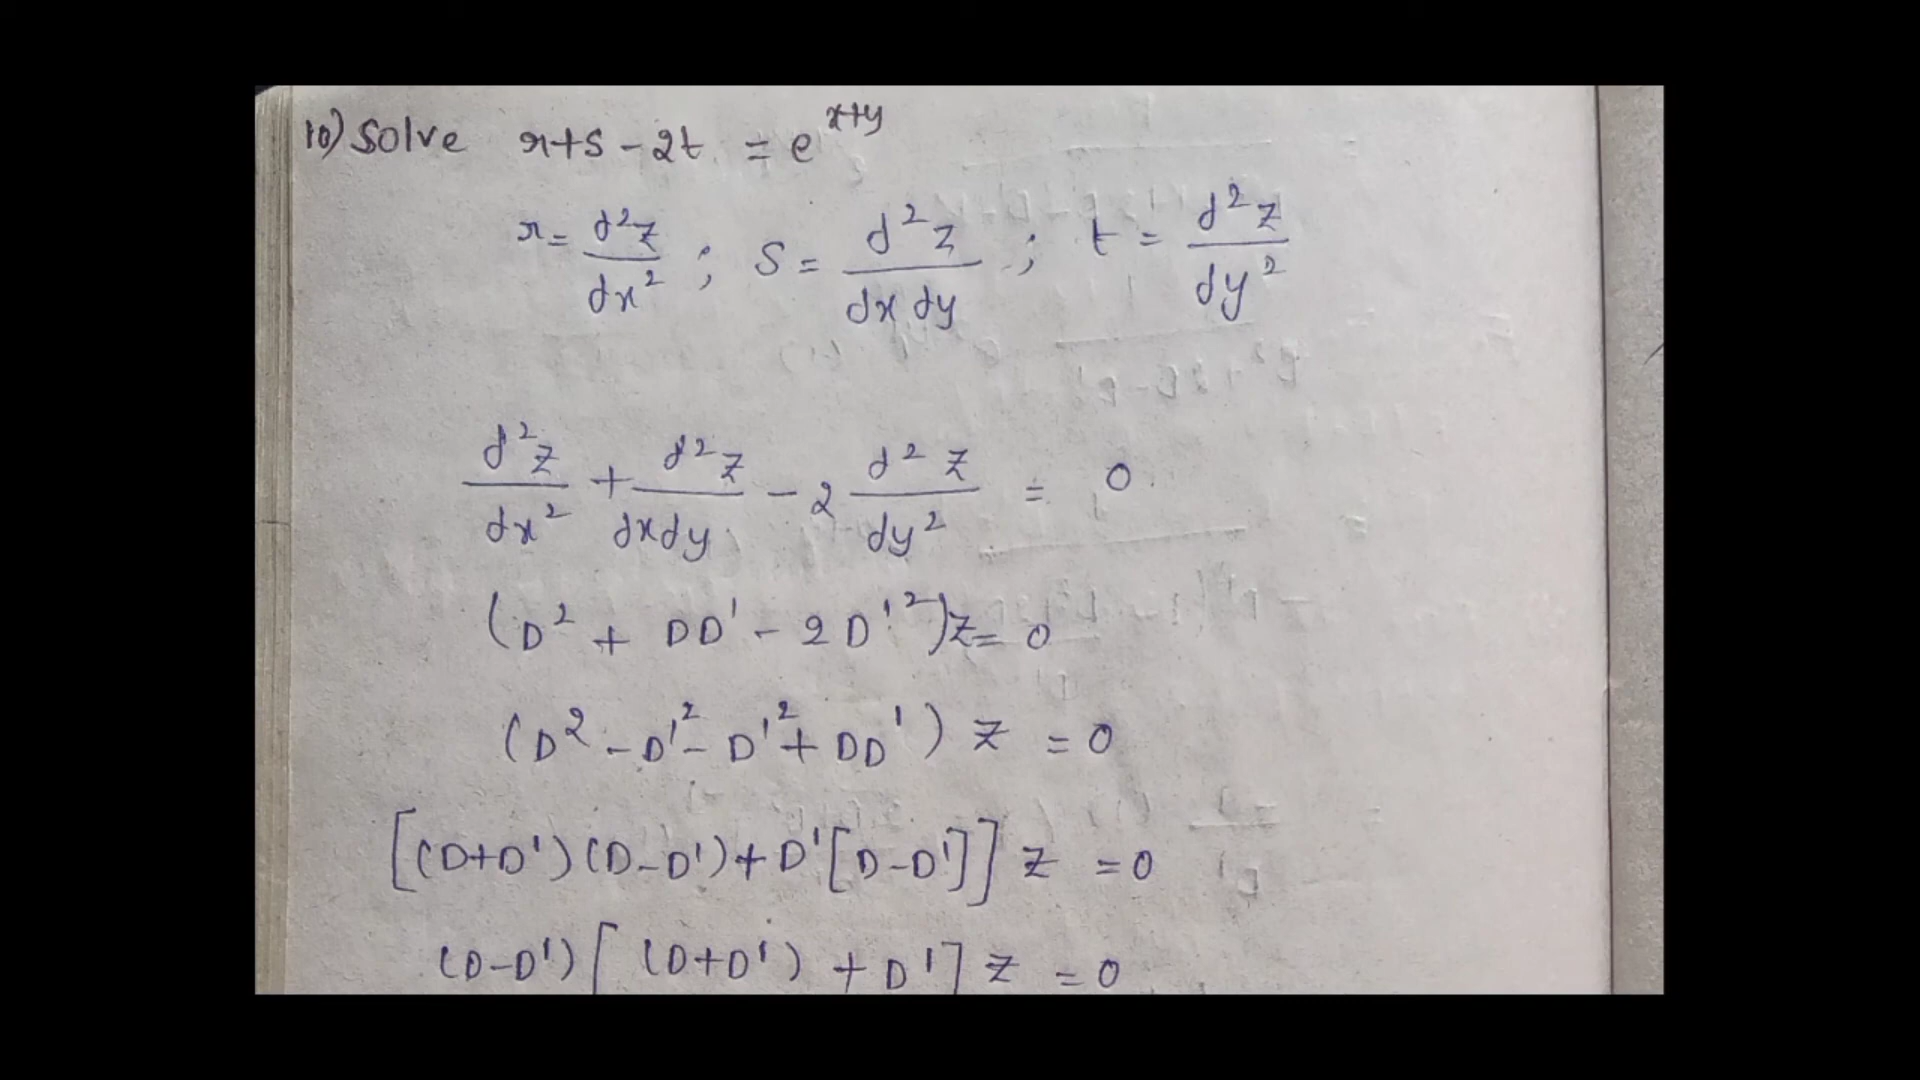 10) Solve r+s-2t = e^{x+y}
r = ∂²z/∂x² ; s = ∂²z/∂x∂y ; t = ∂²z/∂y²
∂²z/∂x² + ∂²z/∂x∂y - 2 ∂²z/∂y² = 0
(D² + DD' - 2D'²)z = 0
(D² - D'² - D'² + DD') z = 0
[(D+D')(D-D') + D'[D-D']] z = 0
(D-D')[(D+D') + D'] z = 0